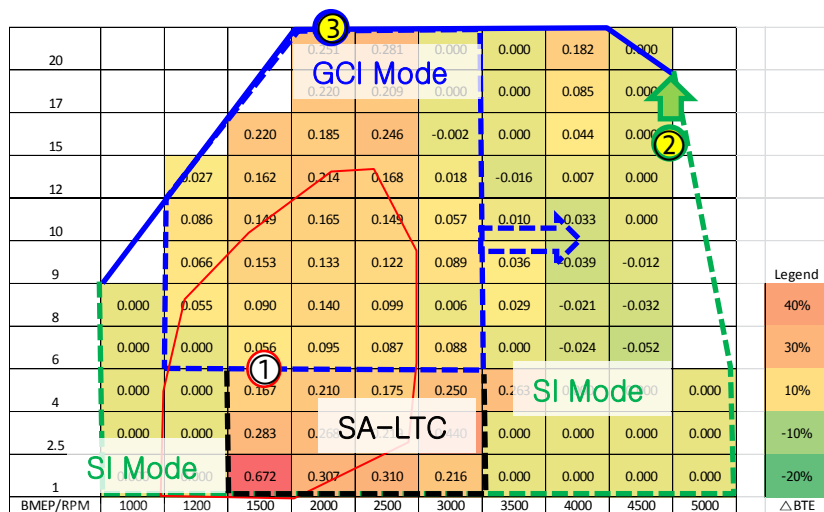 ③
0.251 0.281 0.000 0.000 0.182 0.000
20
GCI Mode
0.220 0.209 0.000 0.000 0.085 0.000
17
0.220 0.185 0.246 -0.002 0.000 0.044 0.000
②
15
0.027 0.162 0.214 0.168 0.018 -0.016 0.007 0.000
12
0.086 0.149 0.165 0.149 0.057 0.010 -0.033 0.000
10
0.066 0.153 0.133 0.122 0.089 0.036 -0.039 -0.012
9 Legend
0.000 0.055 0.090 0.140 0.099 0.006 0.029 -0.021 -0.032 40%
8
0.000 0.000 0.056 0.095 0.087 0.088 0.000 -0.024 -0.052 30%
6 ①
0.000 0.000 0.167 0.210 0.175 0.250 0.263 SI Mode 0.000 10%
4
0.000 0.000 0.283 SA-LTC 0.440 0.000 0.000 0.000 0.000 -10%
2.5
SI Mode 0.672 0.307 0.310 0.216 0.000 0.000 0.000 0.000 -20%
1
BMEP/RPM 1000 1200 1500 2000 2500 3000 3500 4000 4500 5000 △BTE